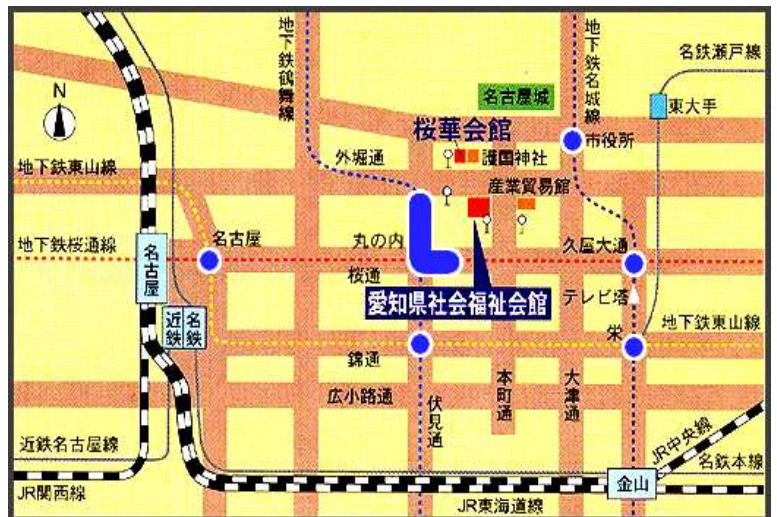 地下鉄鶴舞線
地下鉄名城線
名鉄瀬戸線
N
名古屋城
東大手
桜華会館
市役所
外堀通
護国神社
地下鉄東山線
産業貿易館
名古屋
丸の内
久屋大通
地下鉄桜通線
名古屋
桜通
テレビ塔
愛知県社会福祉会館
近鉄
名鉄
栄
地下鉄東山線
錦通
広小路通
本町通
大津通
伏見通
近鉄名古屋線
JR中央線
名鉄本線
金山
JR関西線
JR東海道線